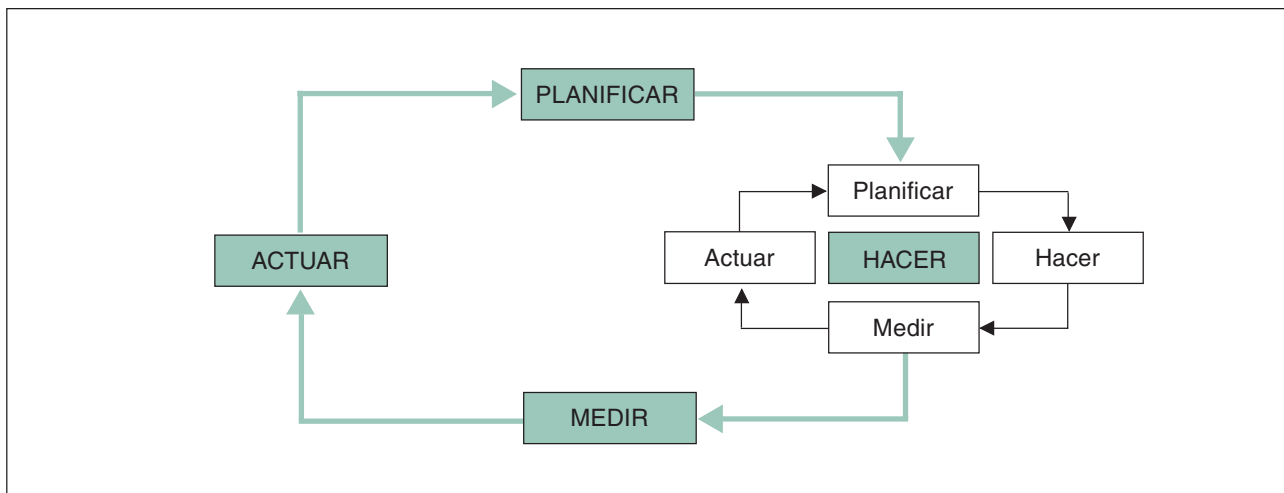 PLANIFICAR
Planificar
ACTUAR
Actuar
HACER
Hacer
Medir
MEDIR